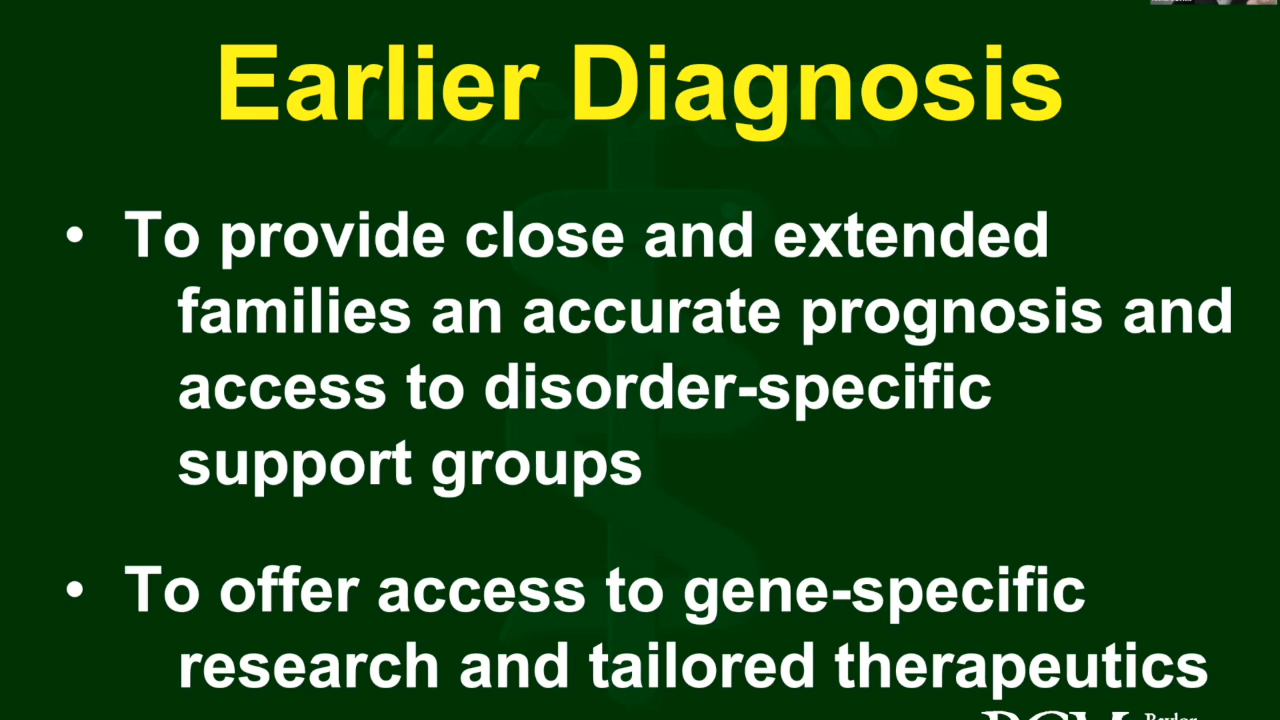 Earlier Diagnosis
• To provide close and extended
families an accurate prognosis and
access to disorder-specific
support groups
• To offer access to gene-specific
research and tailored therapeutics